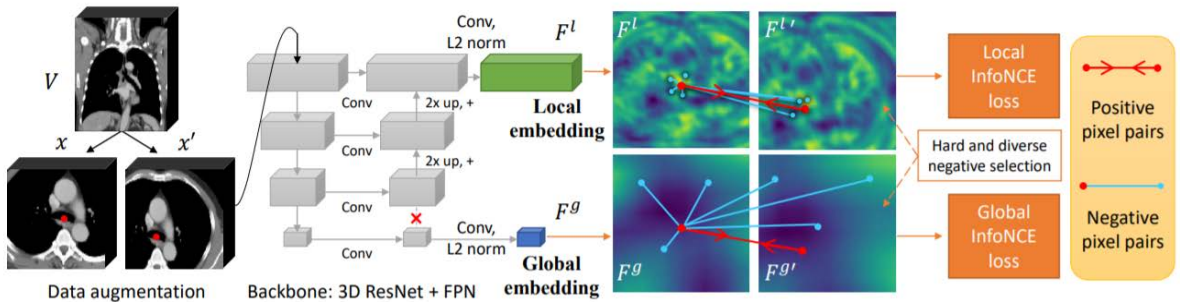 V
x
x′
Data augmentation
Conv,
L2 norm
Conv
2x up, +
Conv
2x up, +
Conv
Conv
Conv,
L2 norm
Backbone: 3D ResNet + FPN
F^l
Local
embedding
F^g
Global
embedding
F^l
F^l′
F^g
F^g′
Local
InfoNCE
loss
Hard and diverse
negative selection
Global
InfoNCE
loss
Positive
pixel pairs
Negative
pixel pairs